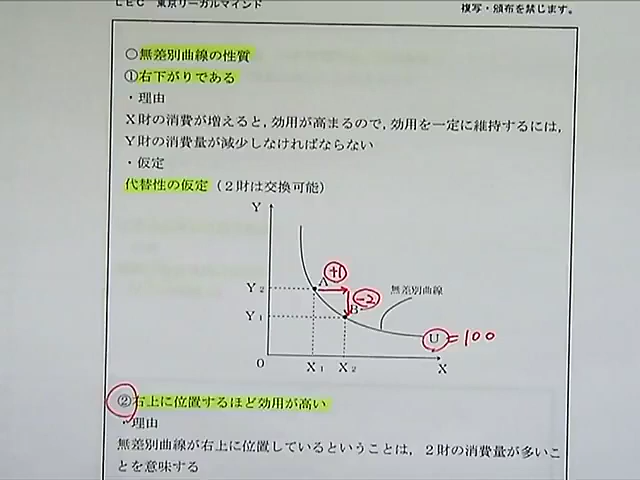 LEC 東京リーガルマインド
複写・頒布を禁じます。
○無差別曲線の性質
①右下がりである
・理由
X財の消費が増えると,効用が高まるので,効用を一定に維持するには,
Y財の消費量が減少しなければならない
・仮定
代替性の仮定（２財は交換可能）
Y
+1
A
Y₂
-2
無差別曲線
B
Y₁
U =100
0
X₁ X₂
X
②右上に位置するほど効用が高い
・理由
無差別曲線が右上に位置しているということは,２財の消費量が多いこ
とを意味する